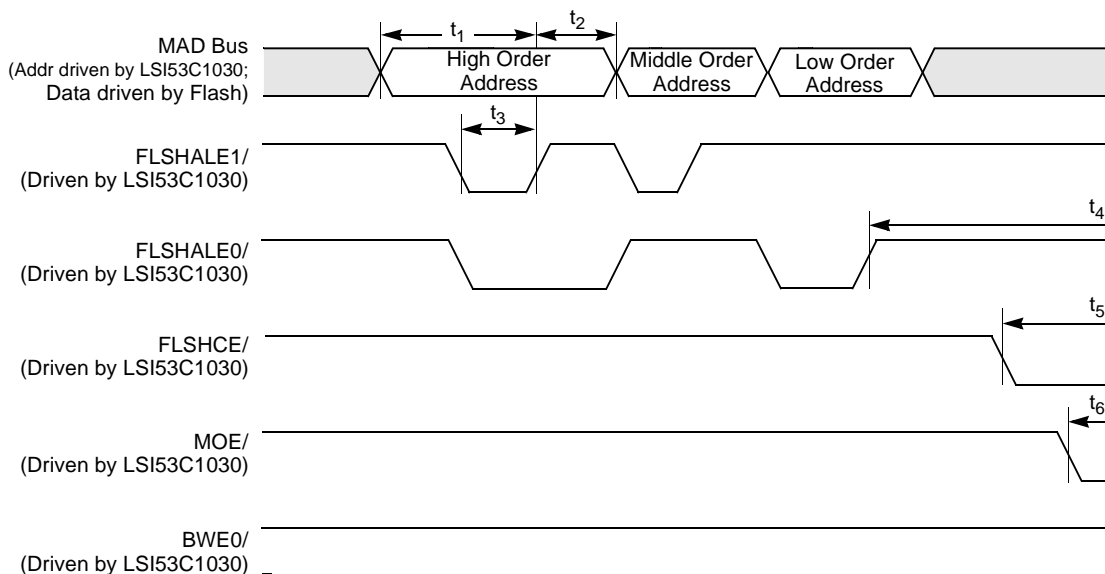 t1
t2
MAD Bus
(Addr driven by LSI53C1030;
Data driven by Flash)
High Order
Address
Middle Order
Address
Low Order
Address
t3
FLSHALE1/
(Driven by LSI53C1030)
t4
FLSHALE0/
(Driven by LSI53C1030)
t5
FLSHCE/
(Driven by LSI53C1030)
t6
MOE/
(Driven by LSI53C1030)
BWE0/
(Driven by LSI53C1030)